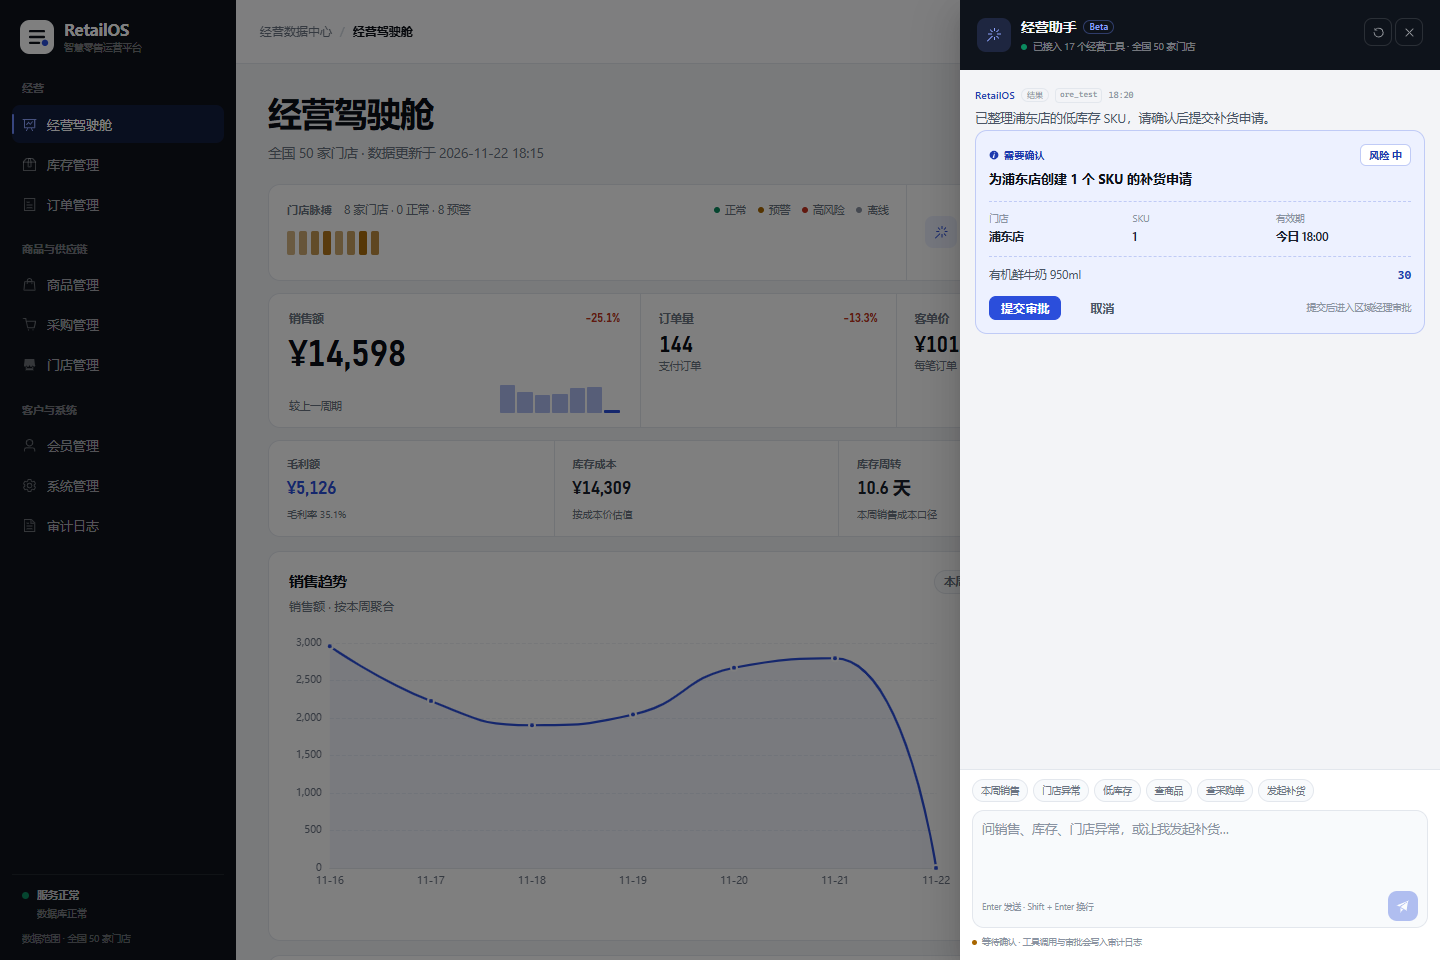 RetailOS
智慧零售运营平台
经营
经营驾驶舱
库存管理
订单管理
商品与供应链
商品管理
采购管理
门店管理
客户与系统
会员管理
系统管理
审计日志
服务正常
数据库正常
数据范围 · 全国 50 家门店
经营数据中心 / 经营驾驶舱
经营驾驶舱
全国 50 家门店 · 数据更新于 2026-11-22 18:15
门店脉搏 8 家门店 · 0 正常 · 8 预警
正常 预警 高风险 离线
销售额 -25.1%
¥14,598
较上一周期
订单量 -13.3%
144
支付订单
客单价
¥101
每笔订单
毛利额
¥5,126
毛利率 35.1%
库存成本
¥14,309
按成本价估值
库存周转
10.6 天
本周销售成本口径
销售趋势
本周
销售额 · 按本周聚合
3,000
2,500
2,000
1,500
1,000
500
0
11-16 11-17 11-18 11-19 11-20 11-21 11-22
经营助手 Beta
已接入 17 个经营工具 · 全国 50 家门店
RetailOS 结果 ore_test 18:20
已整理浦东店的低库存 SKU，请确认后提交补货申请。
需要确认 风险 中
为浦东店创建 1 个 SKU 的补货申请
门店 SKU 有效期
浦东店 1 今日 18:00
有机鲜牛奶 950ml 30
提交审批 取消 提交后进入区域经理审批
本周销售 门店异常 低库存 查商品 查采购单 发起补货
问销售、库存、门店异常，或让我发起补货...
Enter 发送 · Shift + Enter 换行
等待确认 · 工具调用与审批会写入审计日志